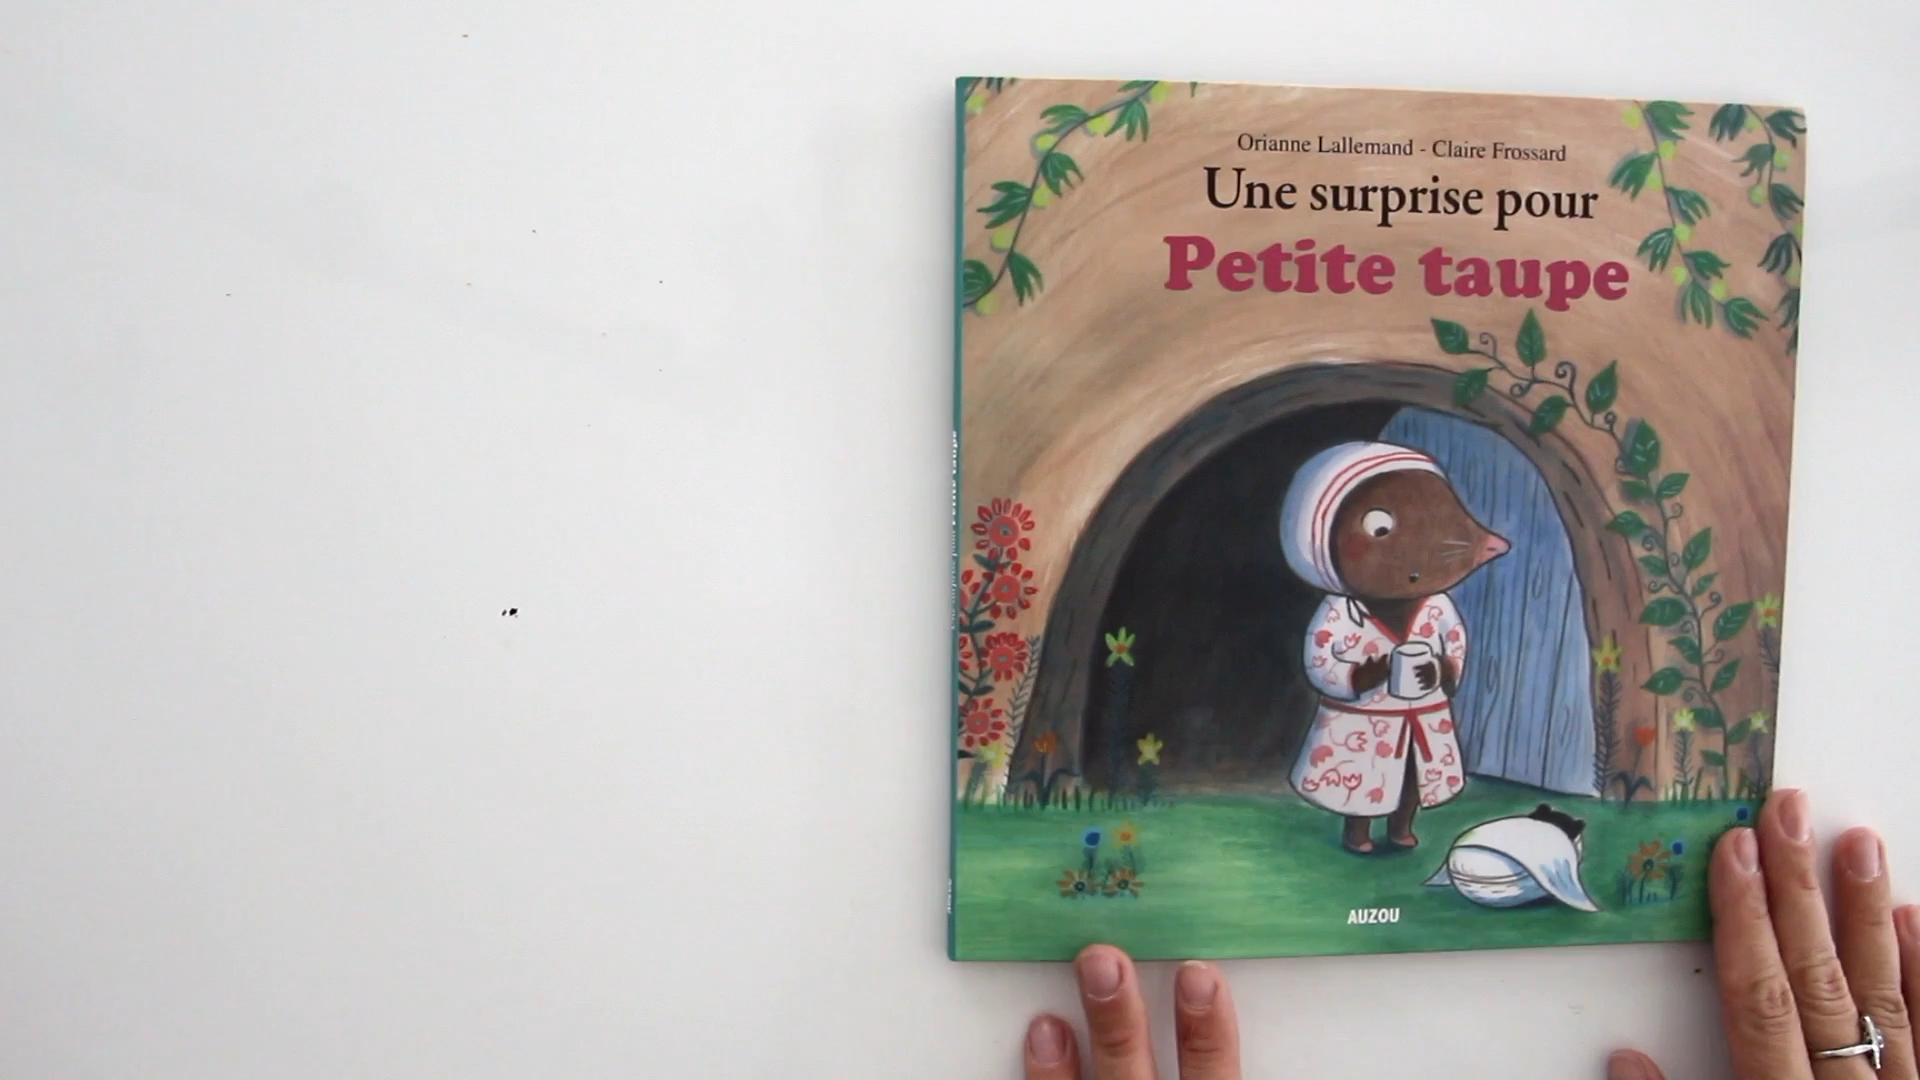 Orianne Lallemand - Claire Frossard
Une surprise pour
Petite taupe
AUZOU